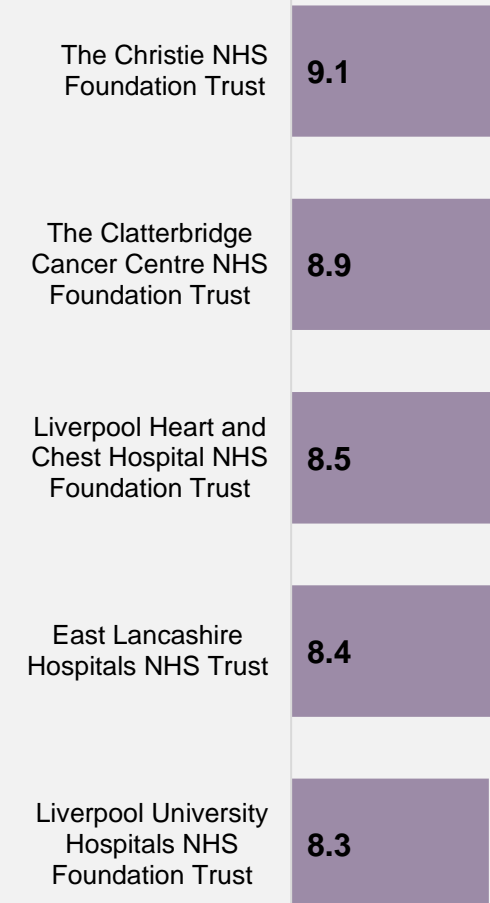 The Christie NHS
Foundation Trust
9.1
The Clatterbridge
Cancer Centre NHS
Foundation Trust
8.9
Liverpool Heart and
Chest Hospital NHS
Foundation Trust
8.5
East Lancashire
Hospitals NHS Trust
8.4
Liverpool University
Hospitals NHS
Foundation Trust
8.3